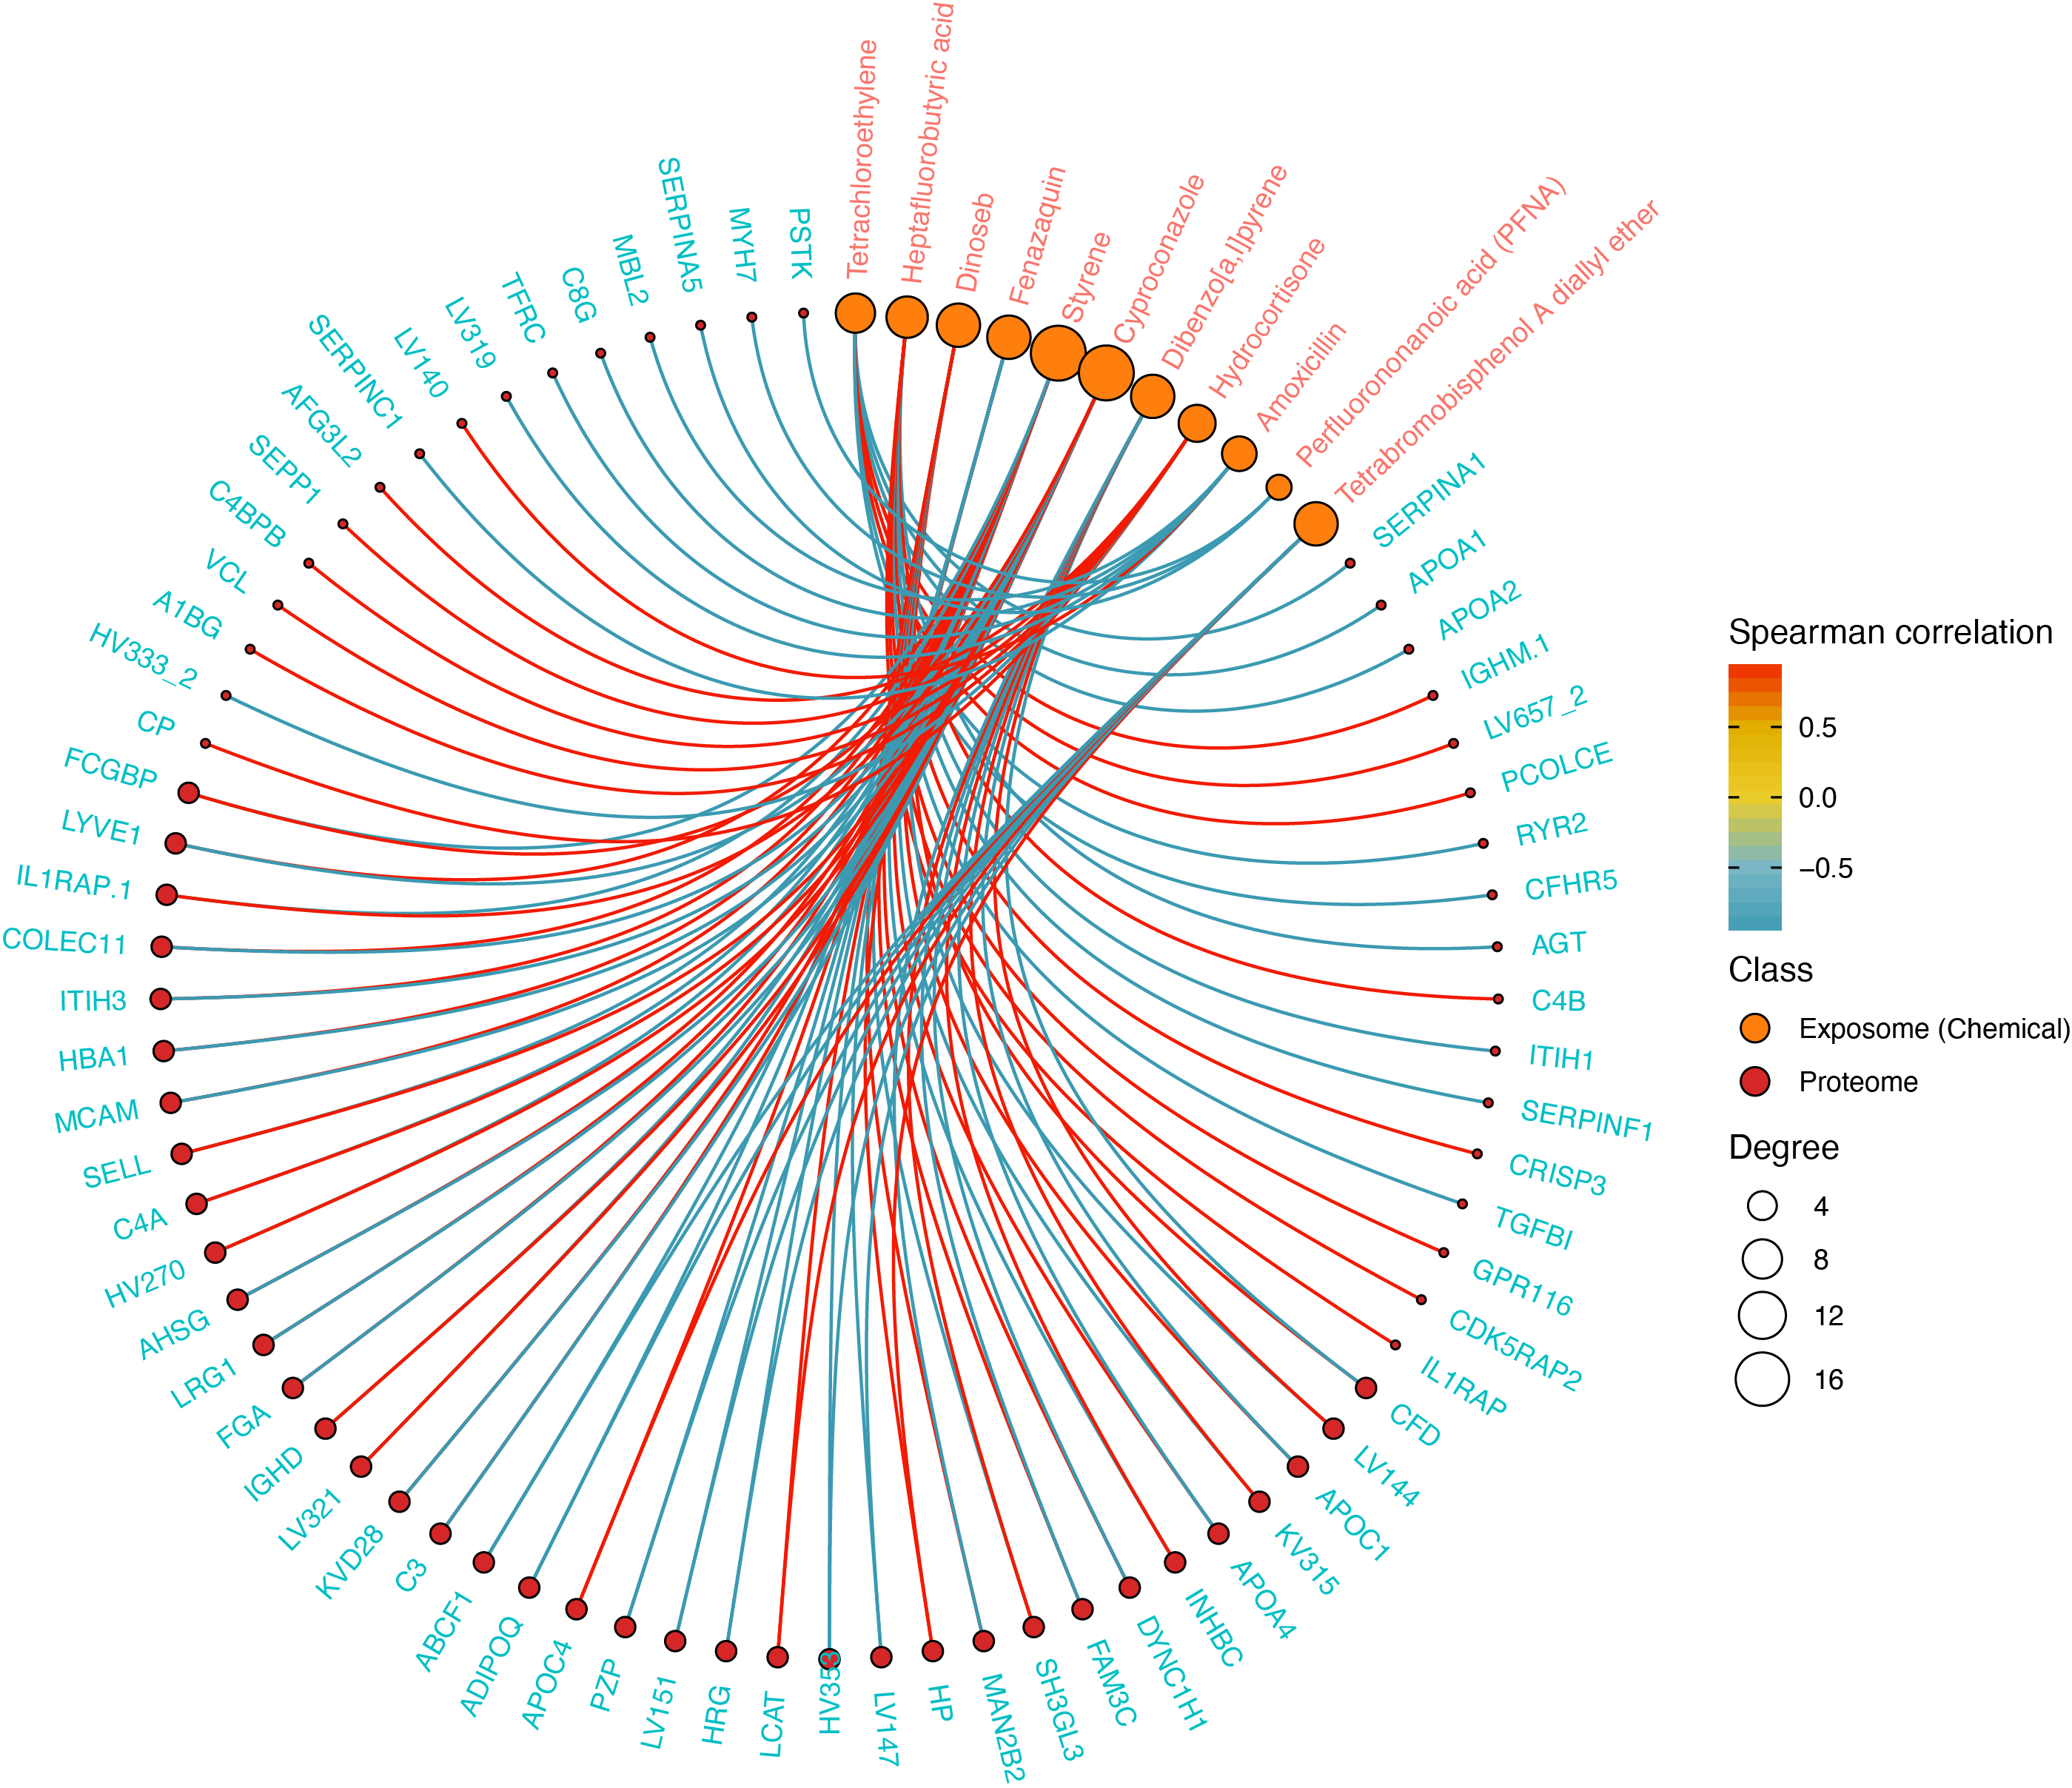 Tetrachloroethylene
Heptafluorobutyric acid
Dinoseb
Fenazaquin
Styrene
Cyproconazole
Dibenzo[a,l]pyrene
Hydrocortisone
Amoxicillin
Perfluorononanoic acid (PFNA)
Tetrabromobisphenol A diallyl ether
SERPINA1
APOA1
APOA2
IGHM.1
LV657_2
PCOLCE
RYR2
CFHR5
AGT
C4B
ITIH1
SERPINF1
CRISP3
TGFBI
GPR116
CDK5RAP2
IL1RAP
CFD
LV144
APOC1
KV315
APOA4
INHBC
DYNC1H1
FAM3C
SH3GL3
MAN2B2
HP
LV147
HV353
LCAT
HRG
LV151
PZP
APOC4
ADIPOQ
ABCF1
C3
KVD28
LV321
IGHD
FGA
LRG1
AHSG
HV270
C4A
SELL
MCAM
HBA1
ITIH3
COLEC11
IL1RAP.1
LYVE1
FCGBP
CP
HV333_2
A1BG
VCL
C4BPB
SEPP1
AFG3L2
SERPINC1
LV140
LV319
TFRC
C8G
MBL2
SERPINA5
MYH7
PSTK
Spearman correlation
0.5
0.0
−0.5
Class
Exposome (Chemical)
Proteome
Degree
4
8
12
16